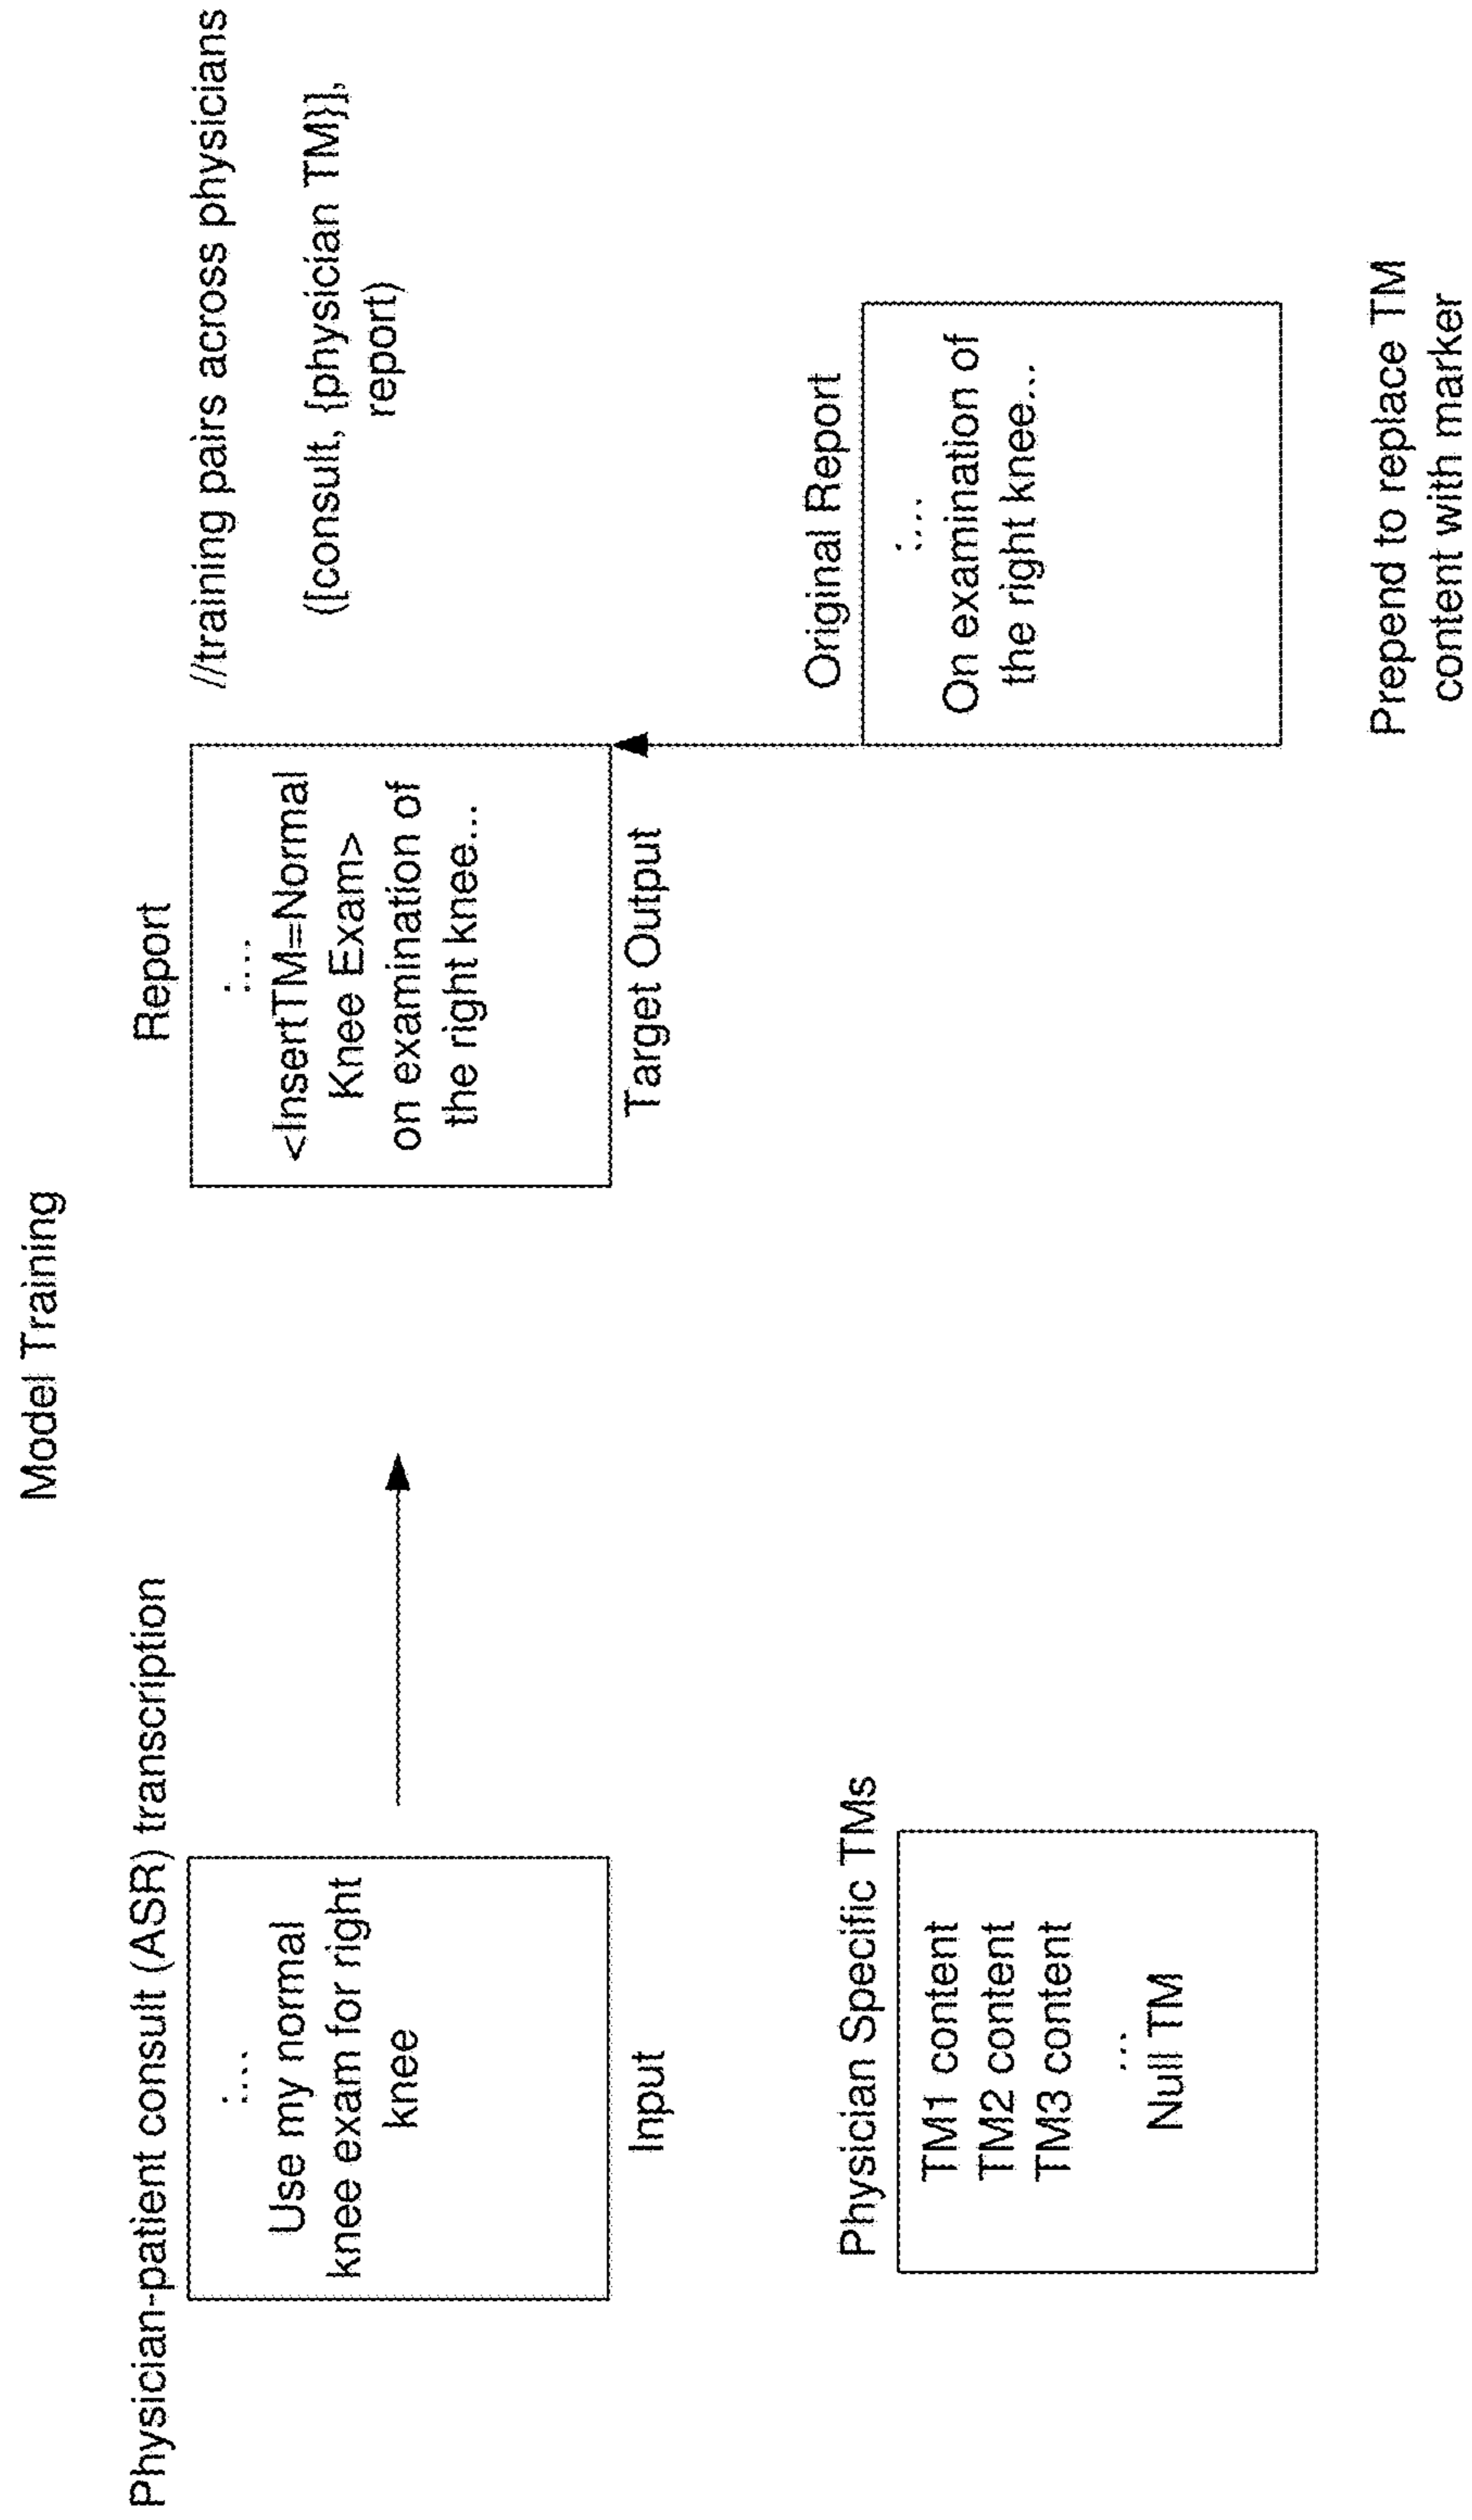 Model Training
Physician-patient consult (ASR) transcription
:...
Use my normal
knee exam for right
knee
Input
Report
:...
<InsertTM=Normal
Knee Exam>
on examination of
the right knee...
Target Output
//training pairs across physicians
([consult, {physician TM}],
report)
Physician Specific TMs
TM1 content
TM2 content
TM3 content
...
Null TM
Original Report
:...
On examination of
the right knee...
Prepend to replace TM
content with marker